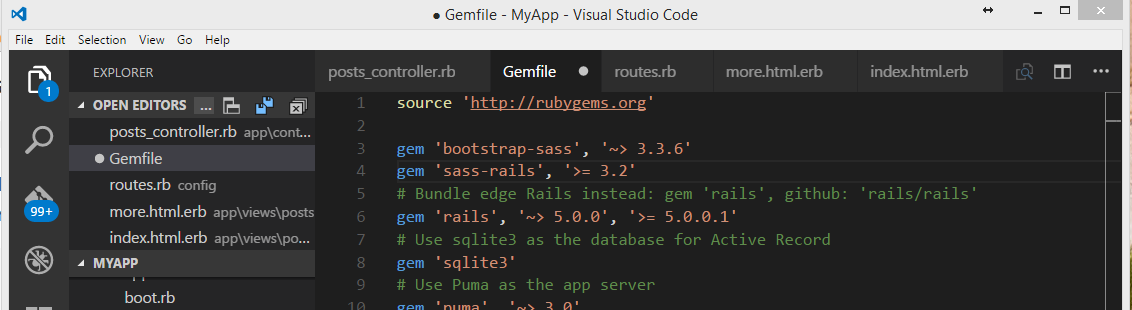 ● Gemfile - MyApp - Visual Studio Code
File Edit Selection View Go Help
EXPLORER
1
OPEN EDITORS ...
posts_controller.rb app\cont...
● Gemfile
routes.rb config
more.html.erb app\views\posts
index.html.erb app\views\po...
99+
MYAPP
boot.rb
posts_controller.rb Gemfile ● routes.rb more.html.erb index.html.erb ...
1 source 'http://rubygems.org'
2
3 gem 'bootstrap-sass', '~> 3.3.6'
4 gem 'sass-rails', '>= 3.2'
5 # Bundle edge Rails instead: gem 'rails', github: 'rails/rails'
6 gem 'rails', '~> 5.0.0', '>= 5.0.0.1'
7 # Use sqlite3 as the database for Active Record
8 gem 'sqlite3'
9 # Use Puma as the app server
10 gem 'puma', '~> 3.0'